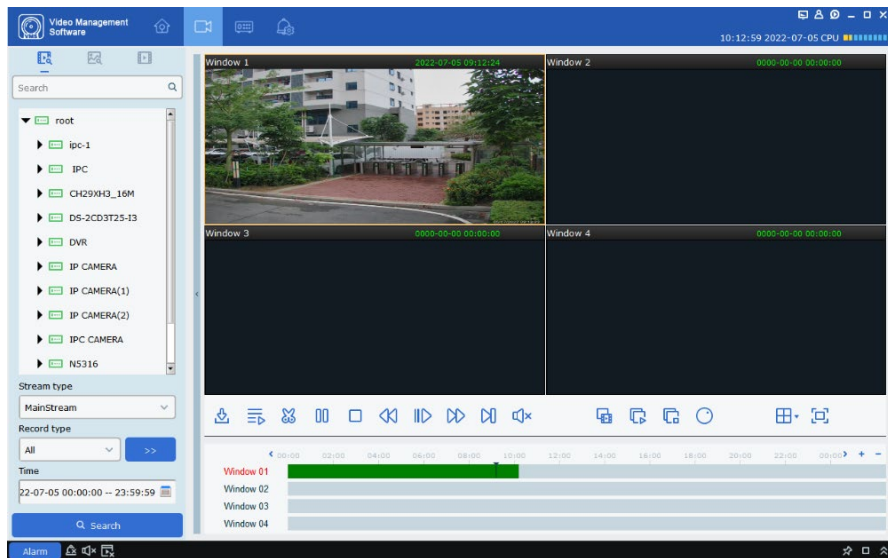 Video Management
Software
10:12:59 2022-07-05 CPU
Search
root
ipc-1
IPC
CH29XH3_16M
DS-2CD3T25-I3
DVR
IP CAMERA
IP CAMERA(1)
IP CAMERA(2)
IPC CAMERA
N5316
Stream type
MainStream
Record type
All
>>
Time
22-07-05 00:00:00 -- 23:59:59
Search
Window 1 2022-07-05 09:12:24
Window 2 0000-00-00 00:00:00
Window 3 0000-00-00 00:00:00
Window 4 0000-00-00 00:00:00
00:00 02:00 04:00 06:00 08:00 10:00 12:00 14:00 16:00 18:00 20:00 22:00 00:00
Window 01
Window 02
Window 03
Window 04
Alarm